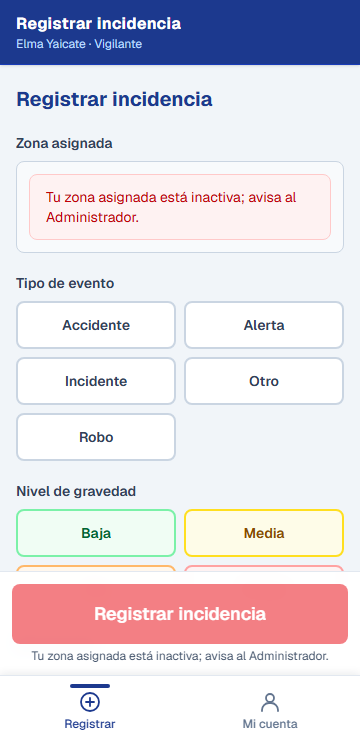 Registrar incidencia
Elma Yaicate · Vigilante
Registrar incidencia
Zona asignada
Tu zona asignada está inactiva; avisa al
Administrador.
Tipo de evento
Accidente
Alerta
Incidente
Otro
Robo
Nivel de gravedad
Baja
Media
Registrar incidencia
Tu zona asignada está inactiva; avisa al Administrador.
Registrar
Mi cuenta